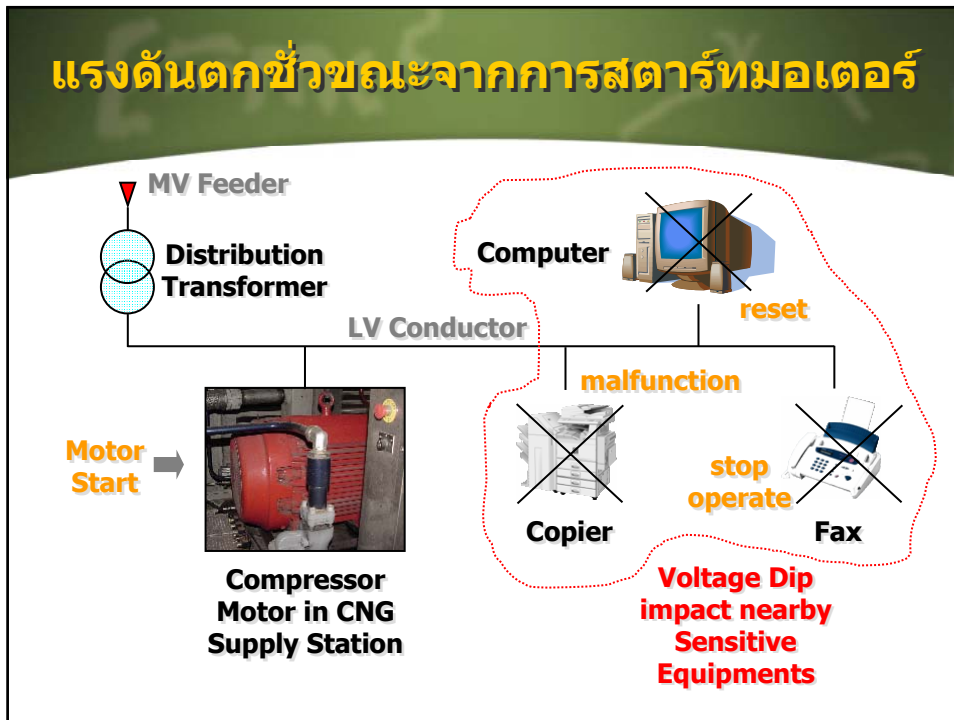 แรงดันตกชั่วขณะจากการสตาร์ทมอเตอร์
MV Feeder
Distribution
Transformer
Computer
reset
LV Conductor
malfunction
Motor
Start
stop
operate
Copier
Fax
Compressor
Motor in CNG
Supply Station
Voltage Dip
impact nearby
Sensitive
Equipments